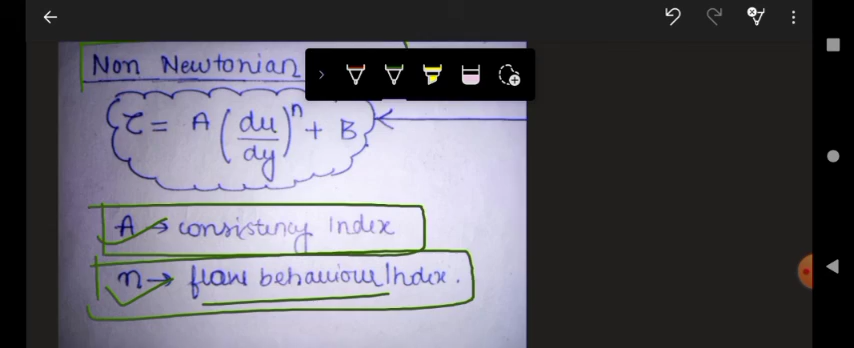 Non Newtonian
τ = A (du/dy)^n + B
A → consistency Index
n → flow behaviour Index.